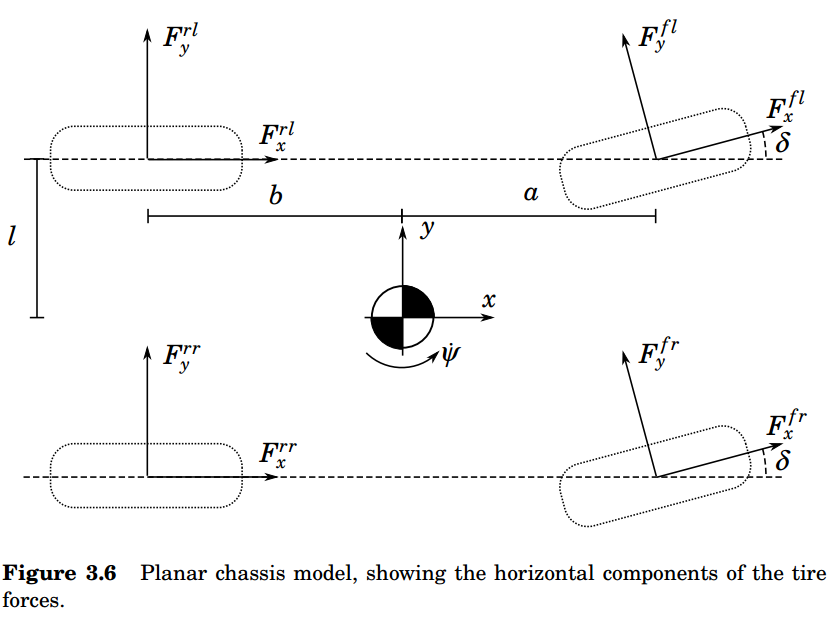 F_y^{rl} F_y^{fl}
F_x^{rl} F_x^{fl}
δ
b a
l y
x
F_y^{rr} ψ̇ F_y^{fr}
F_x^{rr} F_x^{fr}
δ
Figure 3.6 Planar chassis model, showing the horizontal components of the tire
forces.